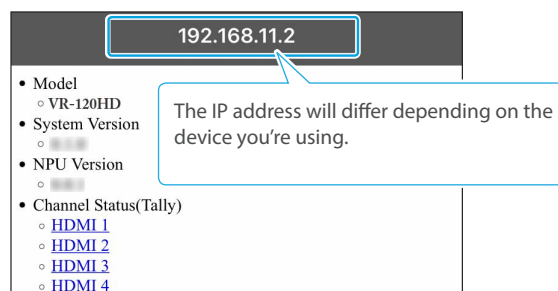 192.168.11.2
Model
VR-120HD
System Version
NPU Version
Channel Status(Tally)
HDMI 1
HDMI 2
HDMI 3
HDMI 4
The IP address will differ depending on the
device you're using.